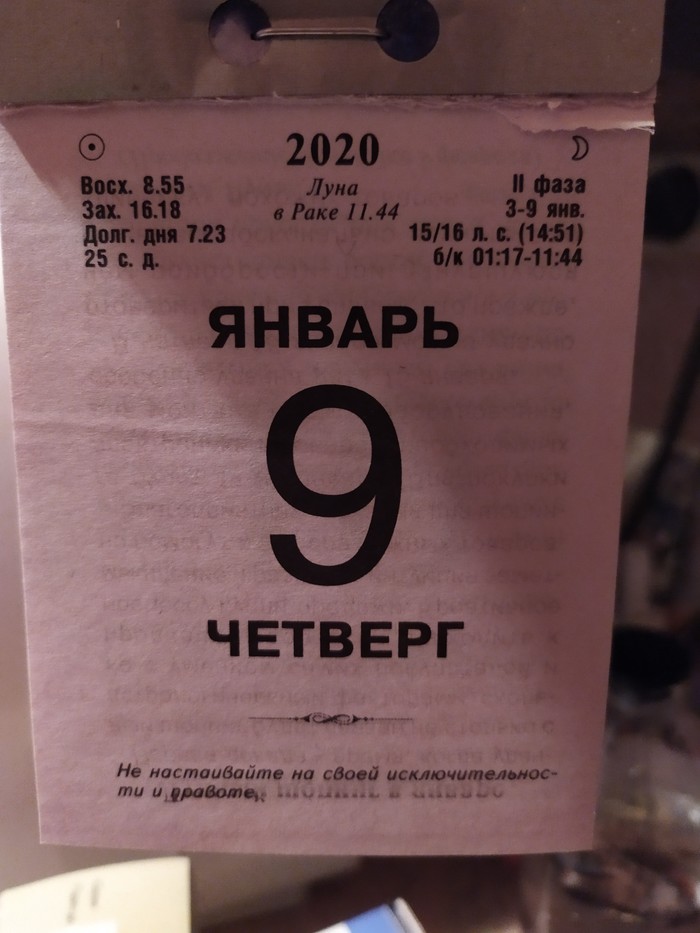 2020
Восх. 8.55
Зах. 16.18
Долг. дня 7.23
25 с. д.
Луна
в Раке 11.44
II фаза
3-9 янв.
15/16 л. с. (14:51)
б/к 01:17-11:44
ЯНВАРЬ
9
ЧЕТВЕРГ
Не настаивайте на своей исключительнос-
ти и правоте.